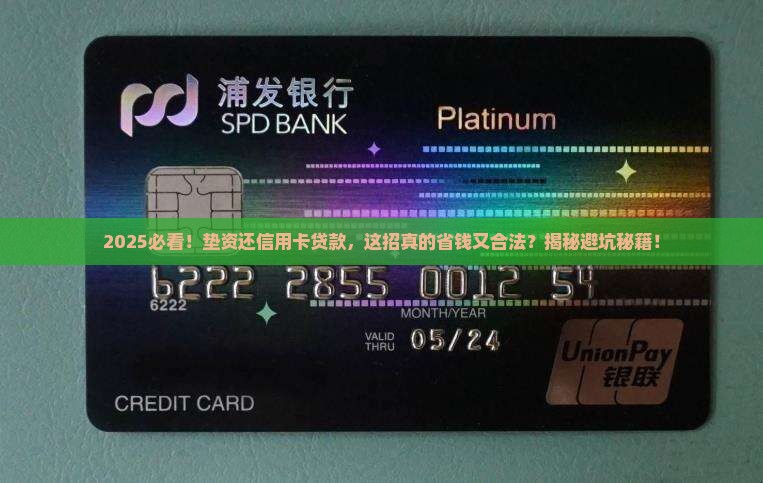 浦发银行
SPD BANK
Platinum
2025必看！垫资还信用卡贷款，这招真的省钱又合法？揭秘避坑秘籍！
6222 2855 0012 54
6222
MONTH/YEAR
VALID THRU 05/24
UnionPay
银联
CREDIT CARD